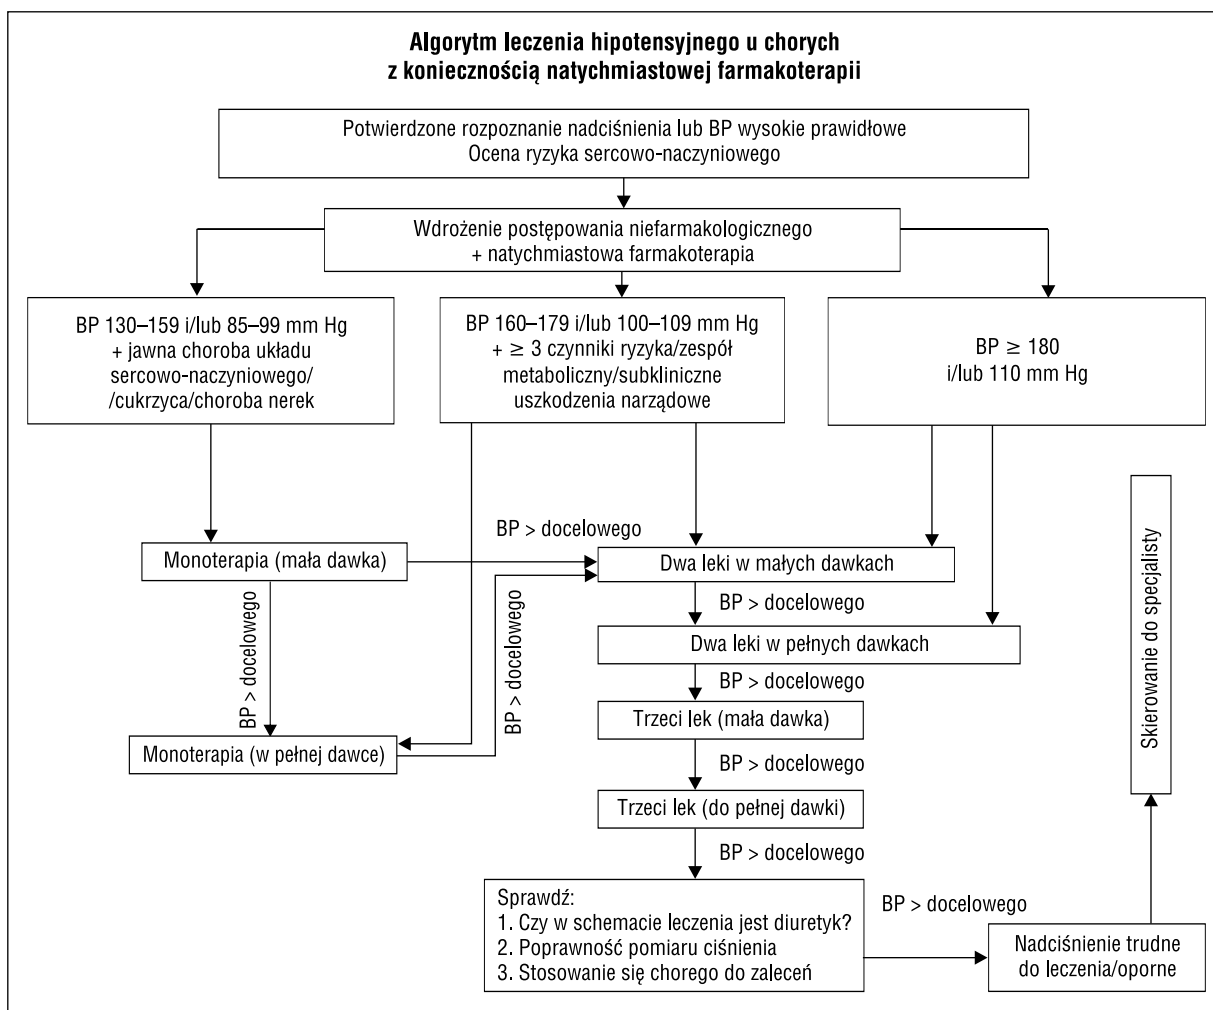 Algorytm leczenia hipotensyjnego u chorych
z koniecznością natychmiastowej farmakoterapii
Potwierdzone rozpoznanie nadciśnienia lub BP wysokie prawidłowe
Ocena ryzyka sercowo-naczyniowego
Wdrożenie postępowania niefarmakologicznego
+ natychmiastowa farmakoterapia
BP 130–159 i/lub 85–99 mm Hg
+ jawna choroba układu
sercowo-naczyniowego/
/cukrzyca/choroba nerek
BP 160–179 i/lub 100–109 mm Hg
+ ≥ 3 czynniki ryzyka/zespół
metaboliczny/subkliniczne
uszkodzenia narządowe
BP ≥ 180
i/lub 110 mm Hg
Monoterapia (mała dawka)
BP > docelowego
Dwa leki w małych dawkach
BP > docelowego
BP > docelowego
BP > docelowego
Dwa leki w pełnych dawkach
BP > docelowego
Monoterapia (w pełnej dawce)
Trzeci lek (mała dawka)
BP > docelowego
Trzeci lek (do pełnej dawki)
BP > docelowego
Sprawdź:
1. Czy w schemacie leczenia jest diuretyk?
2. Poprawność pomiaru ciśnienia
3. Stosowanie się chorego do zaleceń
BP > docelowego
Nadciśnienie trudne
do leczenia/oporne
Skierowanie do specjalisty